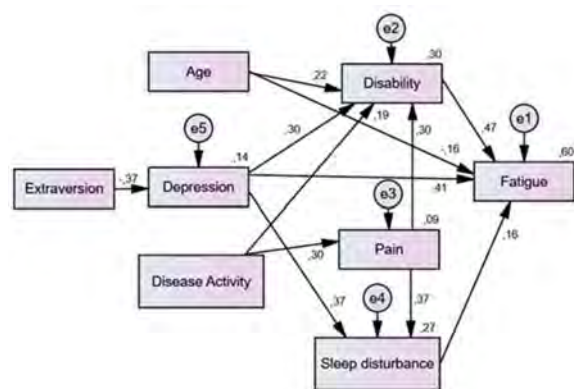 e2
,30
Age
,22
Disability
e5
,19
e1
,30
,30
,47
-,16
,60
,14
Extraversion
-,37
Depression
,41
Fatigue
e3
,09
Pain
,16
Disease Activity
,30
,37
e4
,37
,27
Sleep disturbance